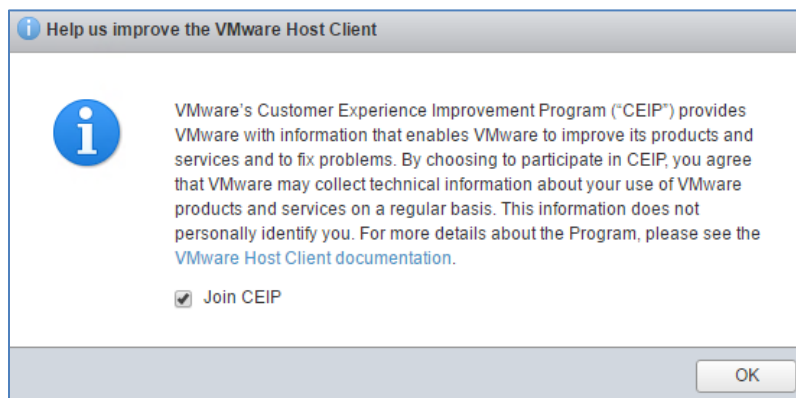 Help us improve the VMware Host Client
VMware's Customer Experience Improvement Program ("CEIP") provides
VMware with information that enables VMware to improve its products and
services and to fix problems. By choosing to participate in CEIP, you agree
that VMware may collect technical information about your use of VMware
products and services on a regular basis. This information does not
personally identify you. For more details about the Program, please see the
VMware Host Client documentation.
Join CEIP
OK